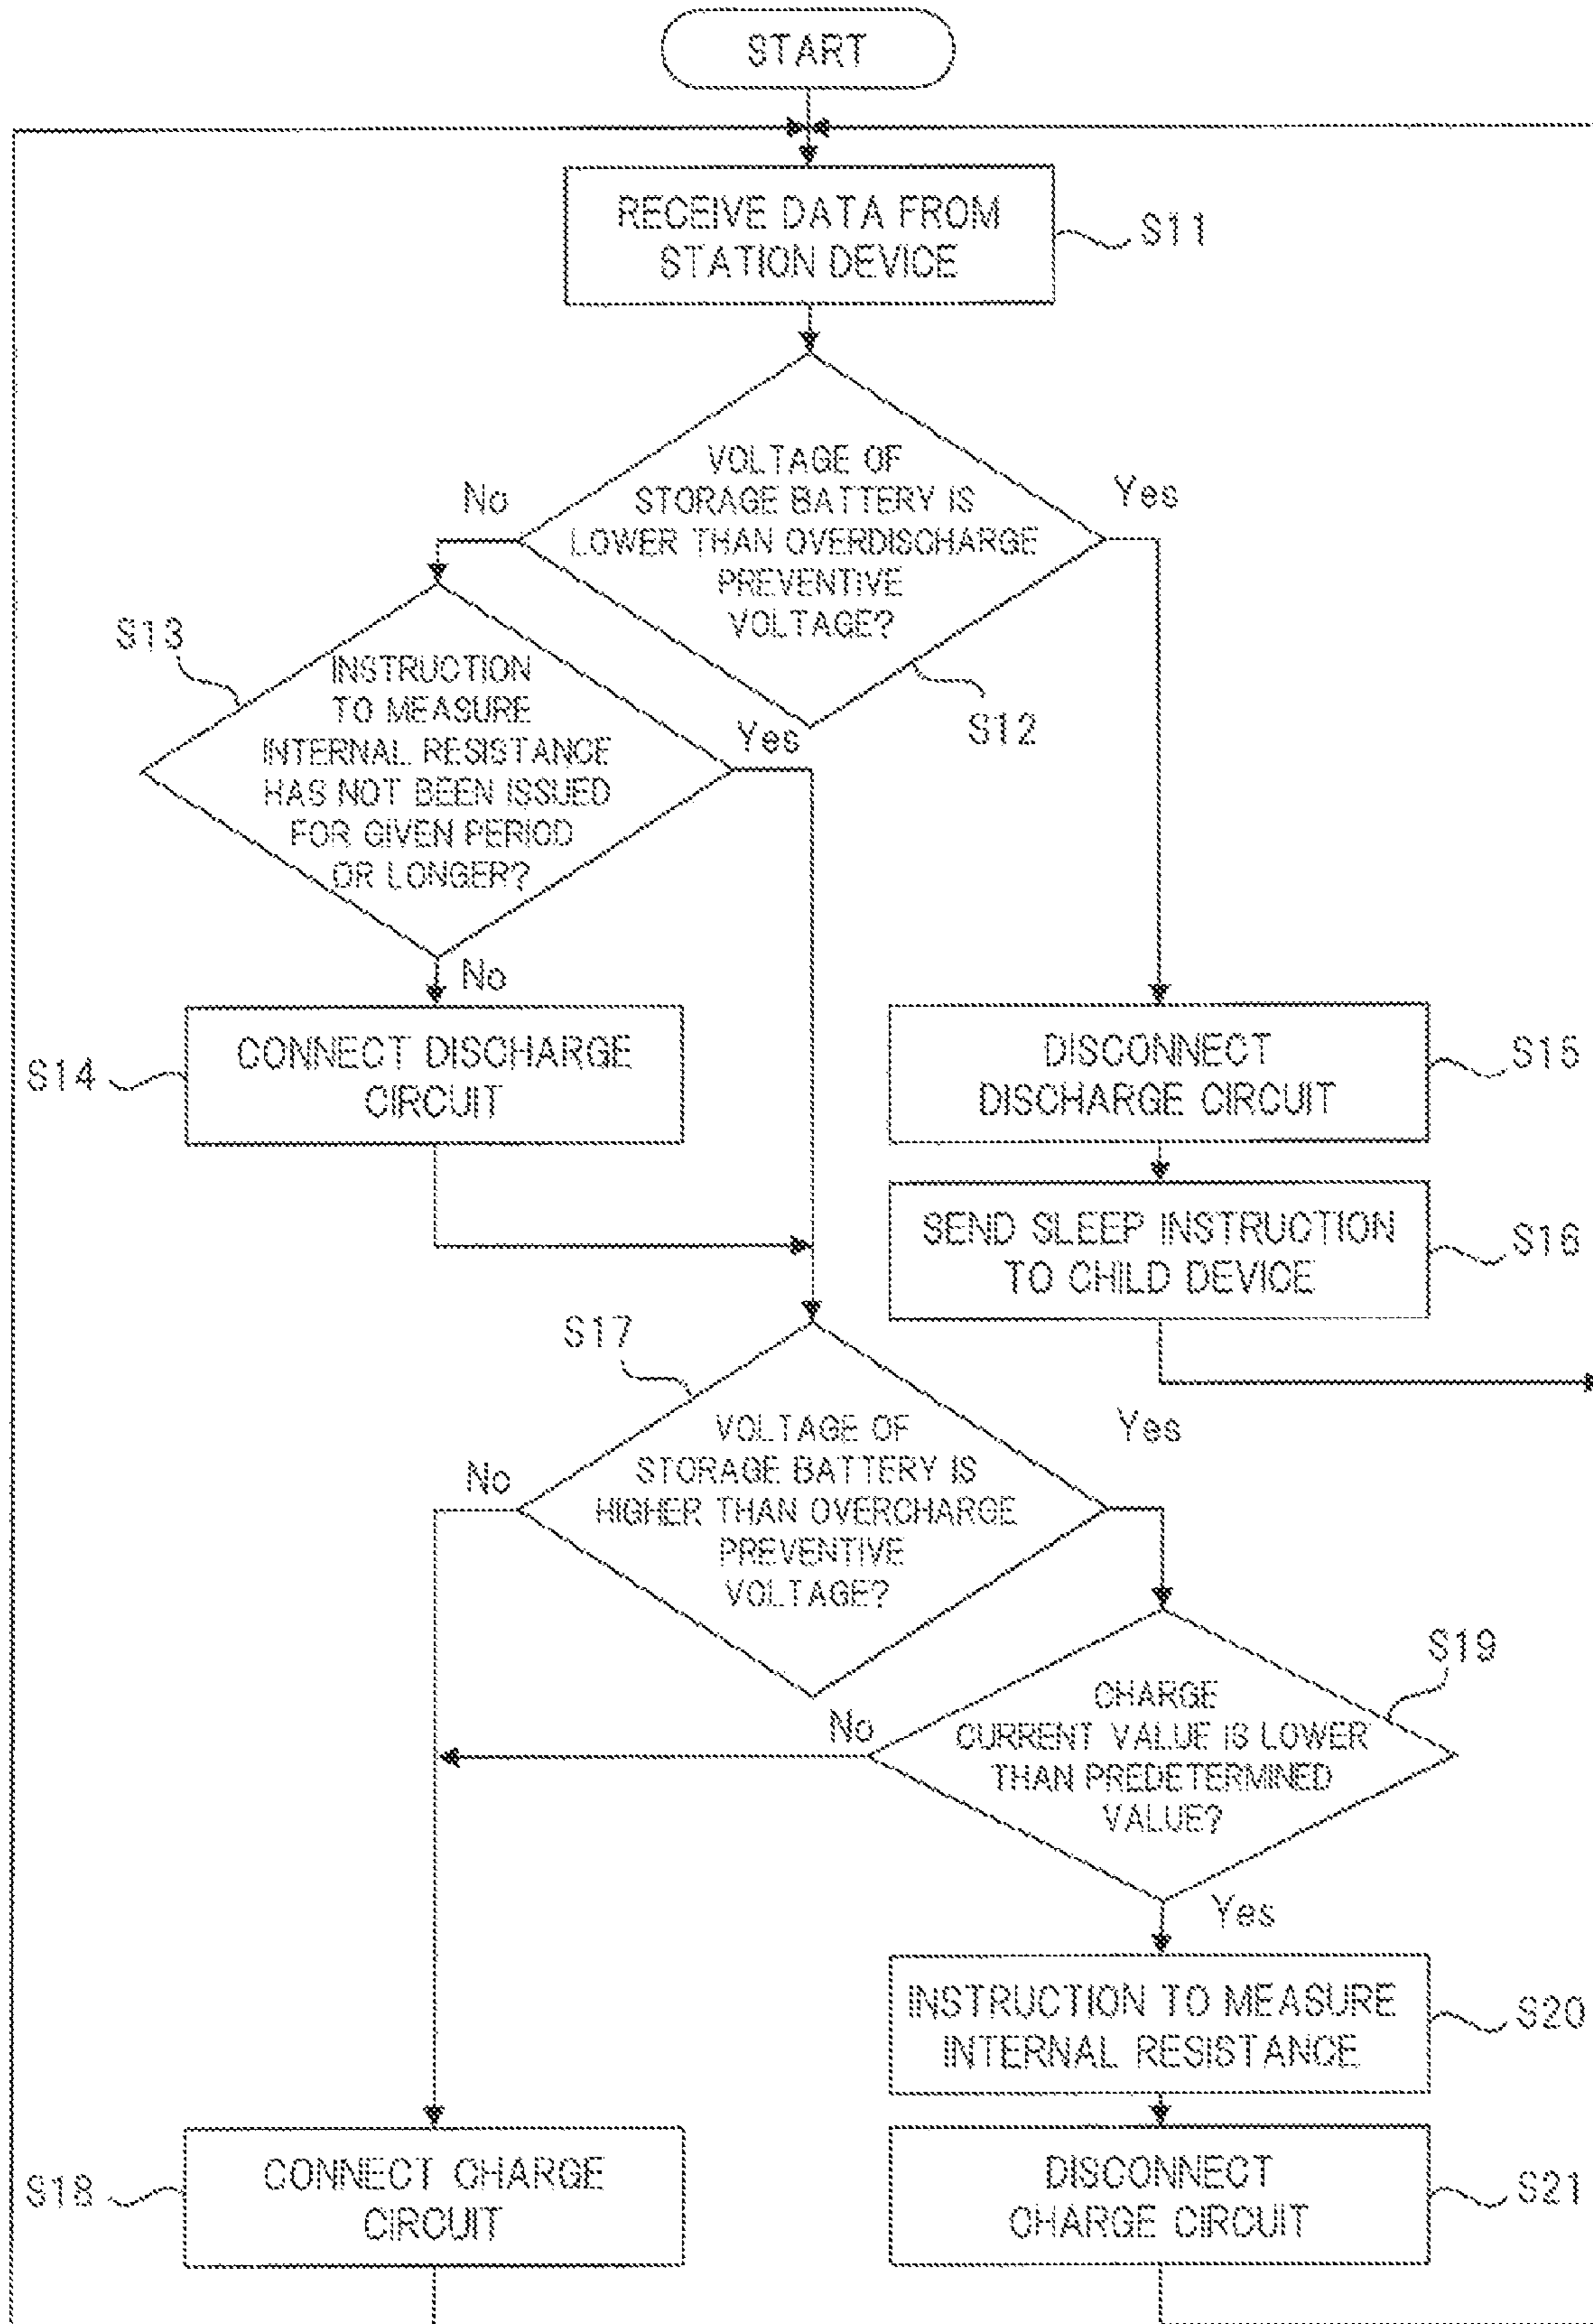 START
RECEIVE DATA FROM
STATION DEVICE
S11
VOLTAGE OF
STORAGE BATTERY IS
LOWER THAN OVERDISCHARGE
PREVENTIVE
VOLTAGE?
No
Yes
S12
S13
INSTRUCTION
TO MEASURE
INTERNAL RESISTANCE
HAS NOT BEEN ISSUED
FOR GIVEN PERIOD
OR LONGER?
Yes
No
S14
CONNECT DISCHARGE
CIRCUIT
DISCONNECT
DISCHARGE CIRCUIT
S15
SEND SLEEP INSTRUCTION
TO CHILD DEVICE
S16
S17
VOLTAGE OF
STORAGE BATTERY IS
HIGHER THAN OVERCHARGE
PREVENTIVE
VOLTAGE?
No
Yes
S19
CHARGE
CURRENT VALUE IS LOWER
THAN PREDETERMINED
VALUE?
No
Yes
INSTRUCTION TO MEASURE
INTERNAL RESISTANCE
S20
S18
CONNECT CHARGE
CIRCUIT
DISCONNECT
CHARGE CIRCUIT
S21